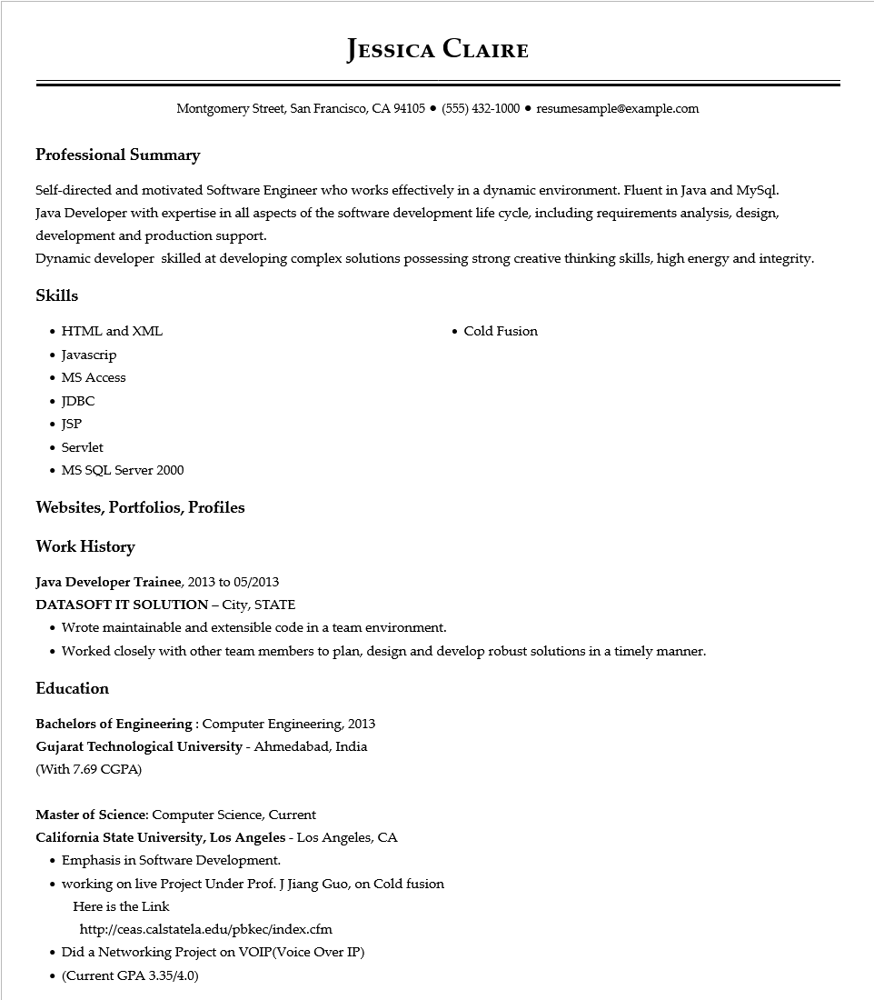 Jessica Claire
Montgomery Street, San Francisco, CA 94105 ● (555) 432-1000 ● resumesample@example.com
Professional Summary
Self-directed and motivated Software Engineer who works effectively in a dynamic environment. Fluent in Java and MySql.
Java Developer with expertise in all aspects of the software development life cycle, including requirements analysis, design,
development and production support.
Dynamic developer  skilled at developing complex solutions possessing strong creative thinking skills, high energy and integrity.
Skills
• HTML and XML
• Javascrip
• MS Access
• JDBC
• JSP
• Servlet
• MS SQL Server 2000
• Cold Fusion
Websites, Portfolios, Profiles
Work History
Java Developer Trainee, 2013 to 05/2013
DATASOFT IT SOLUTION – City, STATE
• Wrote maintainable and extensible code in a team environment.
• Worked closely with other team members to plan, design and develop robust solutions in a timely manner.
Education
Bachelors of Engineering : Computer Engineering, 2013
Gujarat Technological University - Ahmedabad, India
(With 7.69 CGPA)
Master of Science: Computer Science, Current
California State University, Los Angeles - Los Angeles, CA
• Emphasis in Software Development.
• working on live Project Under Prof. J Jiang Guo, on Cold fusion
Here is the Link
http://ceas.calstatela.edu/pbkec/index.cfm
• Did a Networking Project on VOIP(Voice Over IP)
• (Current GPA 3.35/4.0)